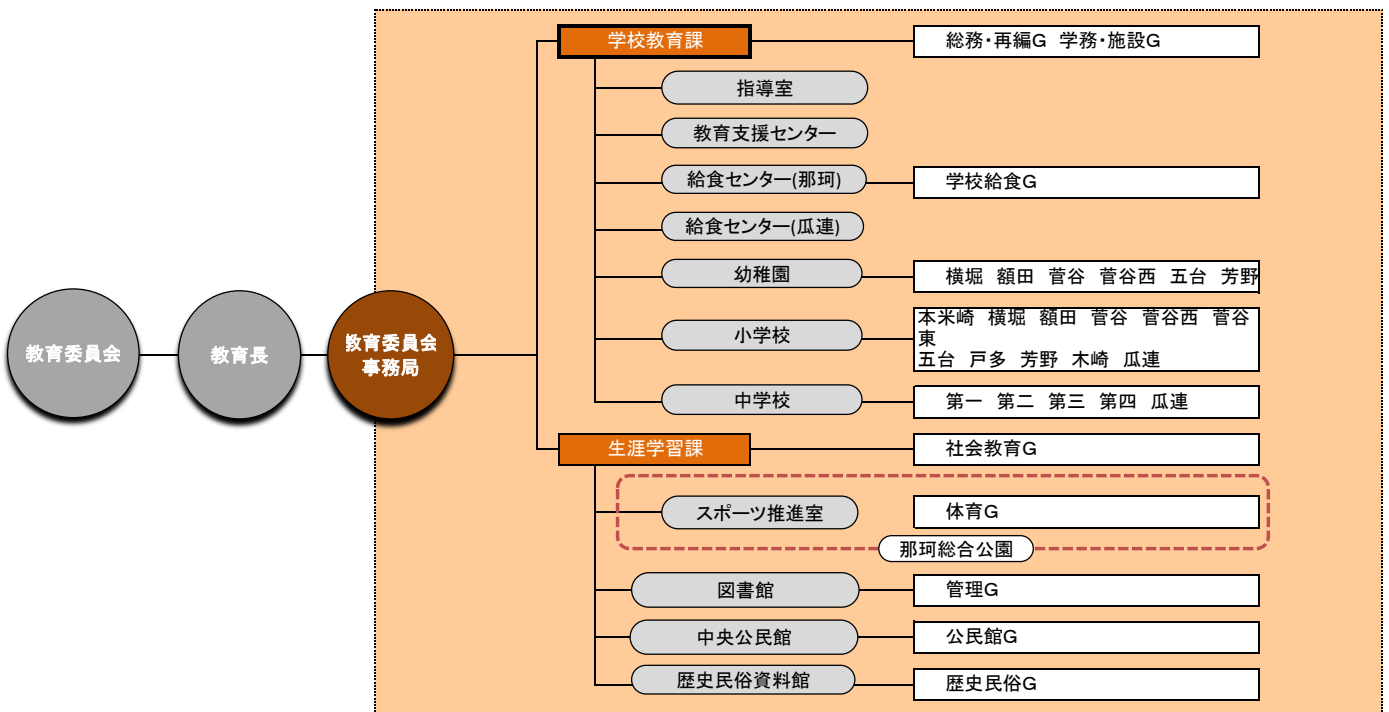 学校教育課
総務・再編G 学務・施設G
指導室
教育支援センター
給食センター(那珂)
学校給食G
給食センター(瓜連)
幼稚園
横堀 額田 菅谷 菅谷西 五台 芳野
小学校
本米崎 横堀 額田 菅谷 菅谷西 菅谷
東
五台 戸多 芳野 木崎 瓜連
教育委員会
教育長
教育委員会
事務局
中学校
第一 第二 第三 第四 瓜連
生涯学習課
社会教育G
スポーツ推進室
体育G
那珂総合公園
図書館
管理G
中央公民館
公民館G
歴史民俗資料館
歴史民俗G